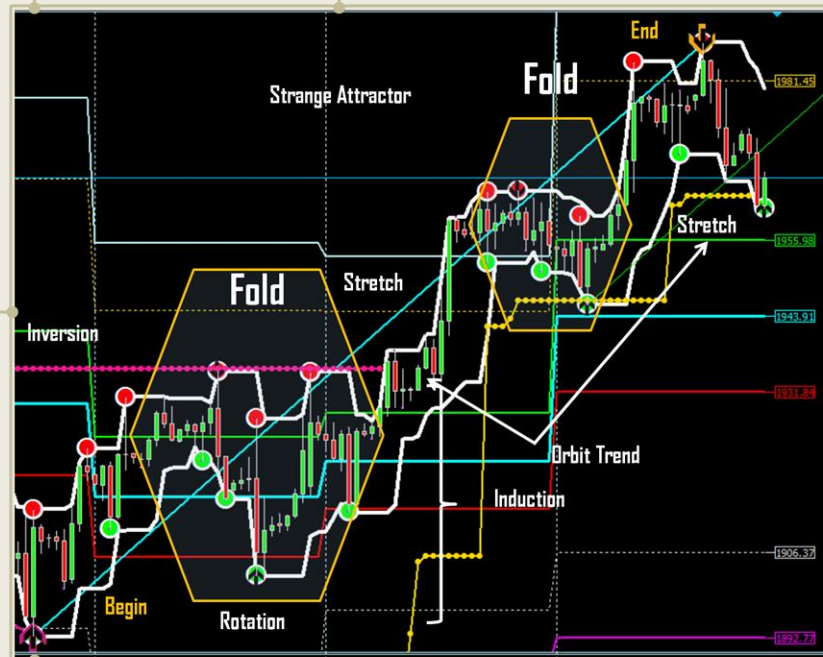 End
Fold
1981.45
Strange Attractor
Stretch
1955.98
Fold
Stretch
1943.91
Inversion
1931.84
Orbit Trend
Induction
1906.37
Begin
Rotation
1892.77